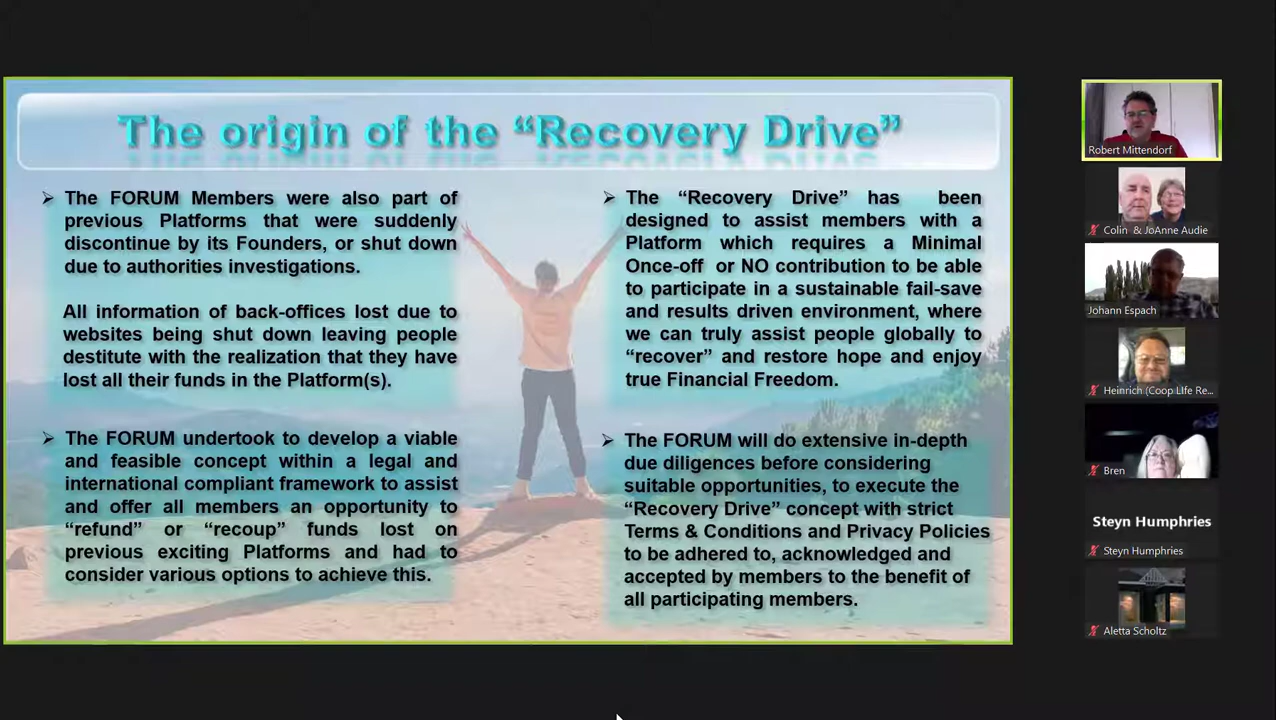 The origin of the “Recovery Drive”
The FORUM Members were also part of
previous Platforms that were suddenly
discontinue by its Founders, or shut down
due to authorities investigations.
All information of back-offices lost due to
websites being shut down leaving people
destitute with the realization that they have
lost all their funds in the Platform(s).
The FORUM undertook to develop a viable
and feasible concept within a legal and
international compliant framework to assist
and offer all members an opportunity to
“refund” or “recoup” funds lost on
previous exciting Platforms and had to
consider various options to achieve this.
The “Recovery Drive” has been
designed to assist members with a
Platform which requires a Minimal
Once-off or NO contribution to be able
to participate in a sustainable fail-save
and results driven environment, where
we can truly assist people globally to
“recover” and restore hope and enjoy
true Financial Freedom.
The FORUM will do extensive in-depth
due diligences before considering
suitable opportunities, to execute the
“Recovery Drive” concept with strict
Terms & Conditions and Privacy Policies
to be adhered to, acknowledged and
accepted by members to the benefit of
all participating members.
Robert Mittendorf
Colin & JoAnne Audie
Johann Espach
Heinrich (Coop LIfe Re...
Bren
Steyn Humphries
Steyn Humphries
Aletta Scholtz